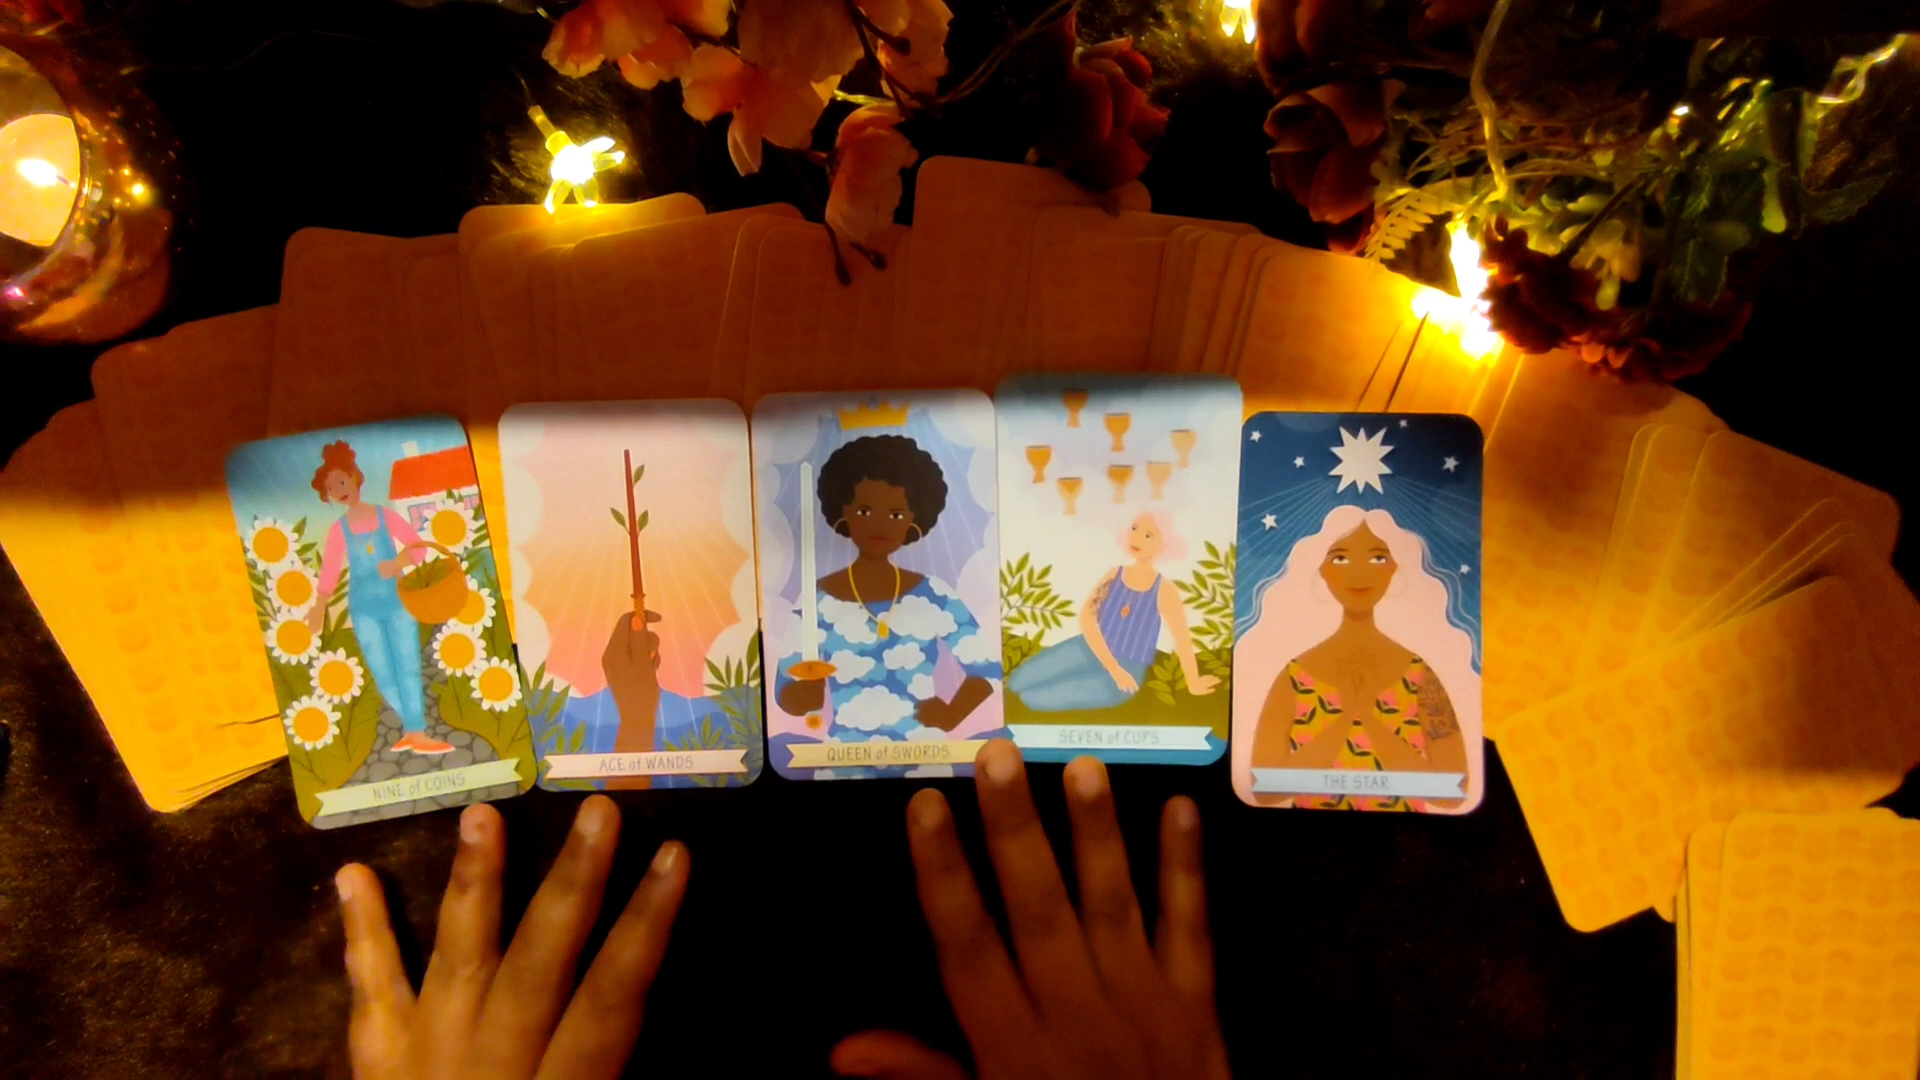 NINE of COINS
ACE of WANDS
QUEEN of SWORDS
SEVEN of CUPS
THE STAR